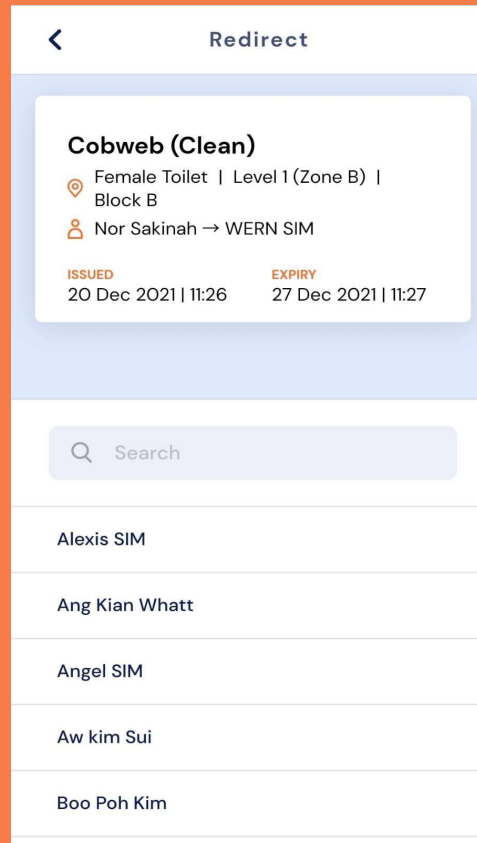 Redirect
Cobweb (Clean)
Female Toilet | Level 1 (Zone B) |
Block B
Nor Sakinah → WERN SIM
ISSUED EXPIRY
20 Dec 2021 | 11:26 27 Dec 2021 | 11:27
Search
Alexis SIM
Ang Kian Whatt
Angel SIM
Aw kim Sui
Boo Poh Kim